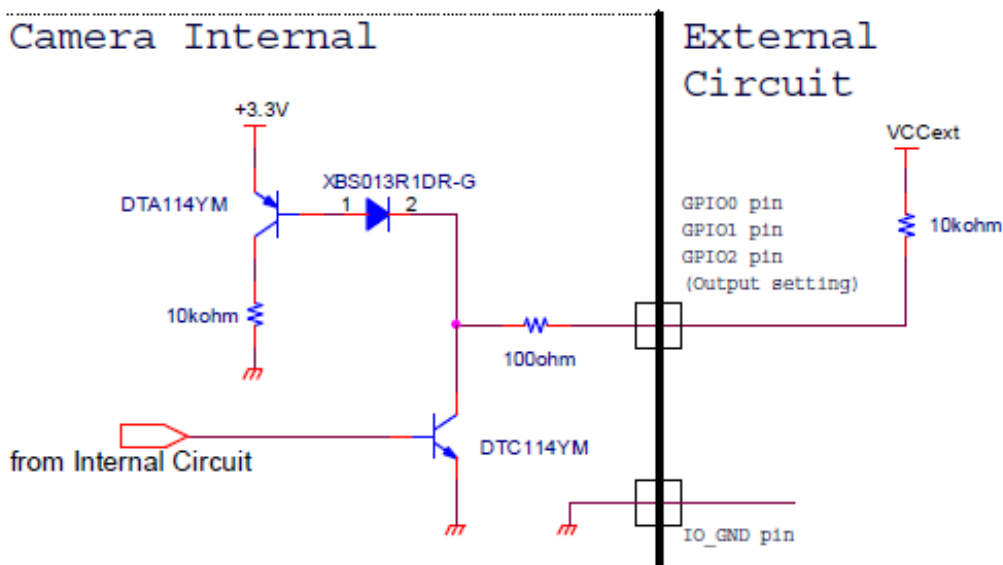 Camera Internal
External
Circuit
+3.3V
VCCext
XBS013R1DR-G
DTA114YM
1
2
GPIO0 pin
GPIO1 pin
GPIO2 pin
(Output setting)
10kohm
10kohm
100ohm
from Internal Circuit
DTC114YM
IO_GND pin